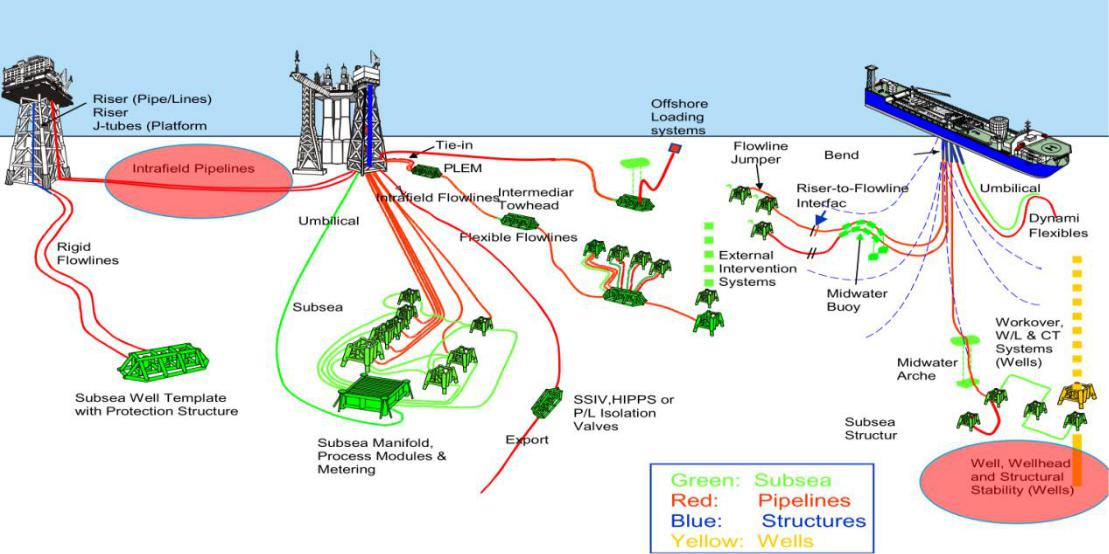 Riser (Pipe/Lines)
Riser
J-tubes (Platform
Intrafield Pipelines
Rigid
Flowlines
Subsea Well Template
with Protection Structure
Tie-in
PLEM
Intrafield Flowlines
Intermediar
Towhead
Flexible Flowlines
Umbilical
Subsea
Subsea Manifold,
Process Modules &
Metering
Export
SSIV,HIPPS or
P/L Isolation
Valves
Offshore
Loading
systems
External
Intervention
Systems
Flowline
Jumper
Bend
Riser-to-Flowline
Interfac
Midwater
Buoy
Umbilical
Dynami
Flexibles
Workover,
W/L & CT
Systems
(Wells)
Midwater
Arche
Subsea
Structur
Well, Wellhead
and Structural
Stability (Wells)
Green: Subsea
Red: Pipelines
Blue: Structures
Yellow: Wells
H